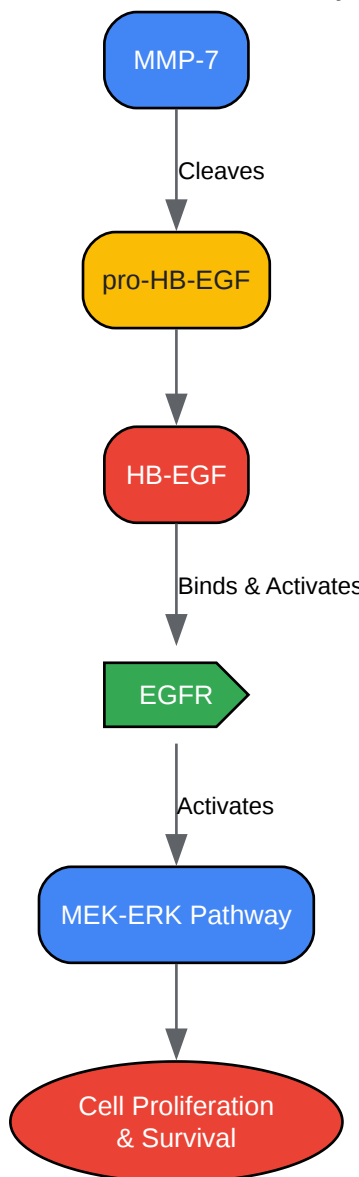 MMP-7
Cleaves
pro-HB-EGF
HB-EGF
Binds & Activates
EGFR
Activates
MEK-ERK Pathway
Cell Proliferation
& Survival